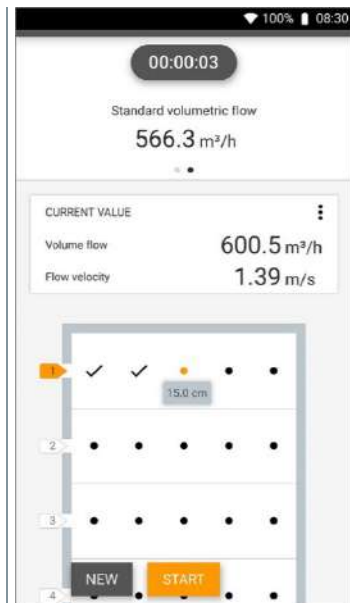 100% 08:30
00:00:03
Standard volumetric flow
566.3 m³/h
CURRENT VALUE
Volume flow 600.5 m³/h
Flow velocity 1.39 m/s
1
15.0 cm
2
3
4
NEW START